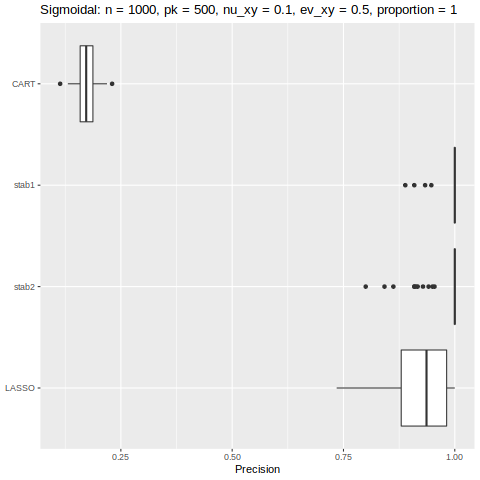 Sigmoidal: n = 1000, pk = 500, nu_xy = 0.1, ev_xy = 0.5, proportion = 1
CART
stab1
stab2
LASSO
0.25 0.50 0.75 1.00
Precision